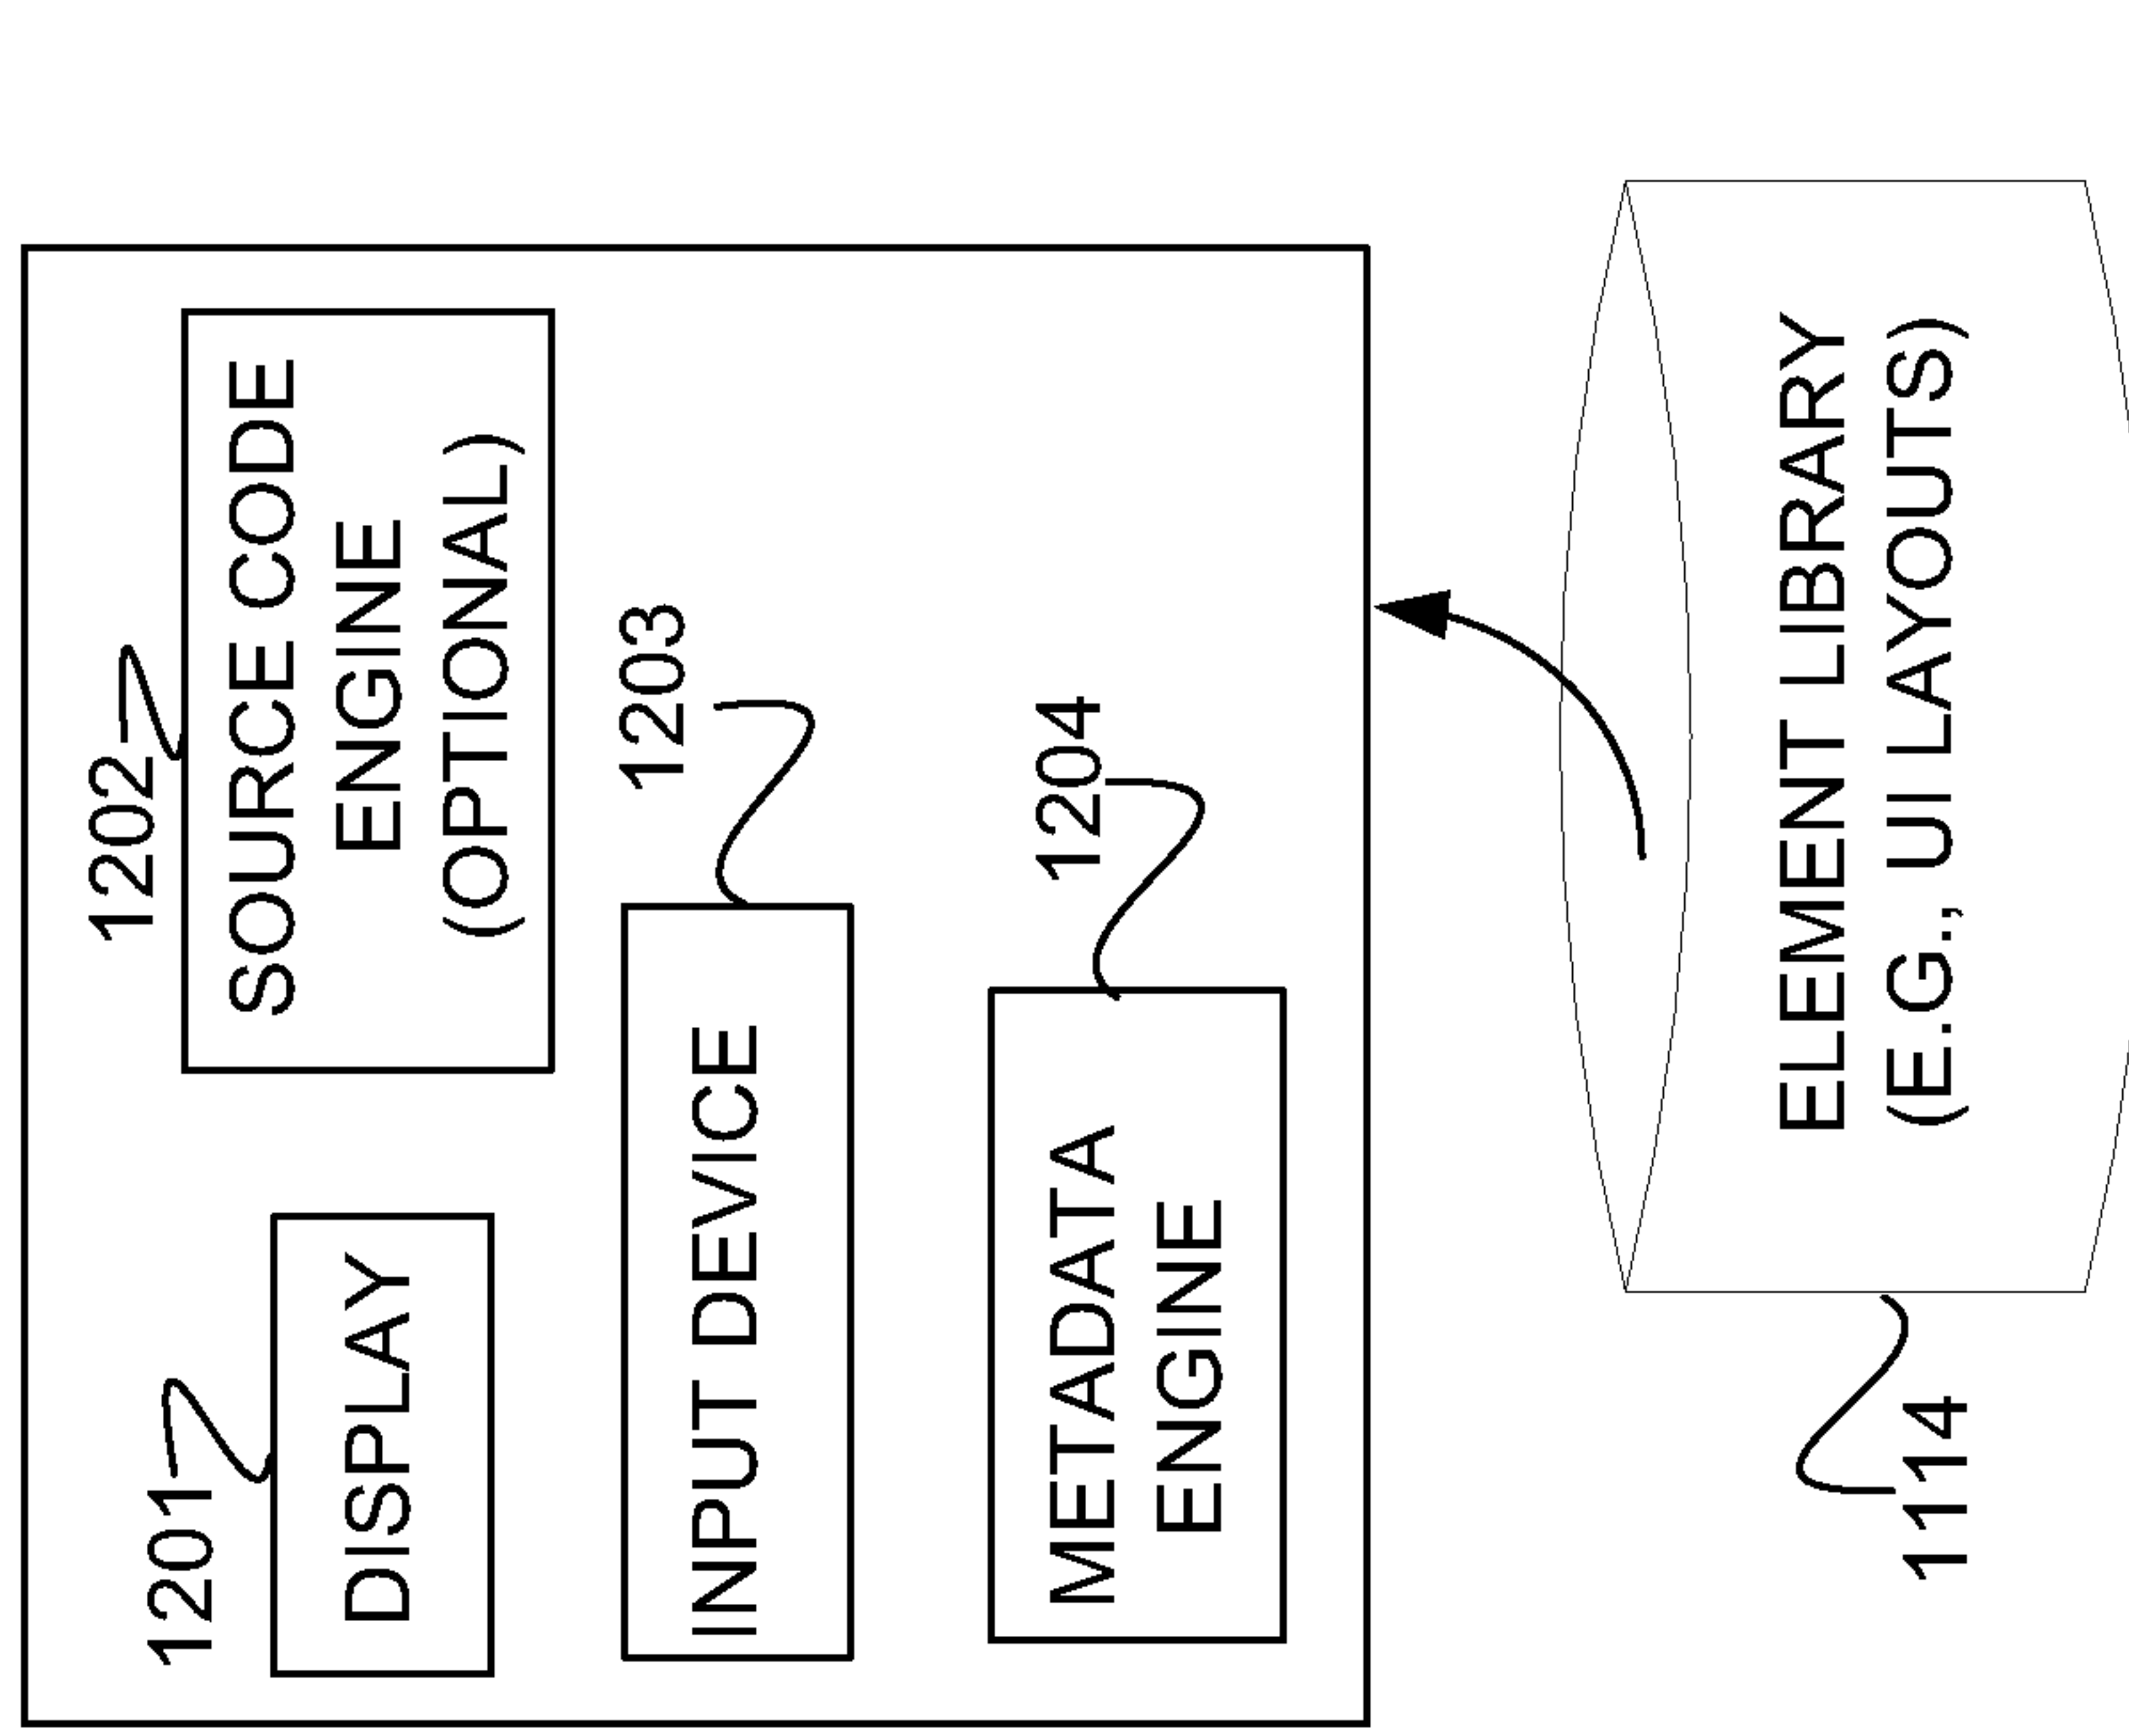 1202
SOURCE CODE
ENGINE
(OPTIONAL)
1201
DISPLAY
1203
INPUT DEVICE
1204
METADATA
ENGINE
ELEMENT LIBRARY
(E.G., UI LAYOUTS)
1114